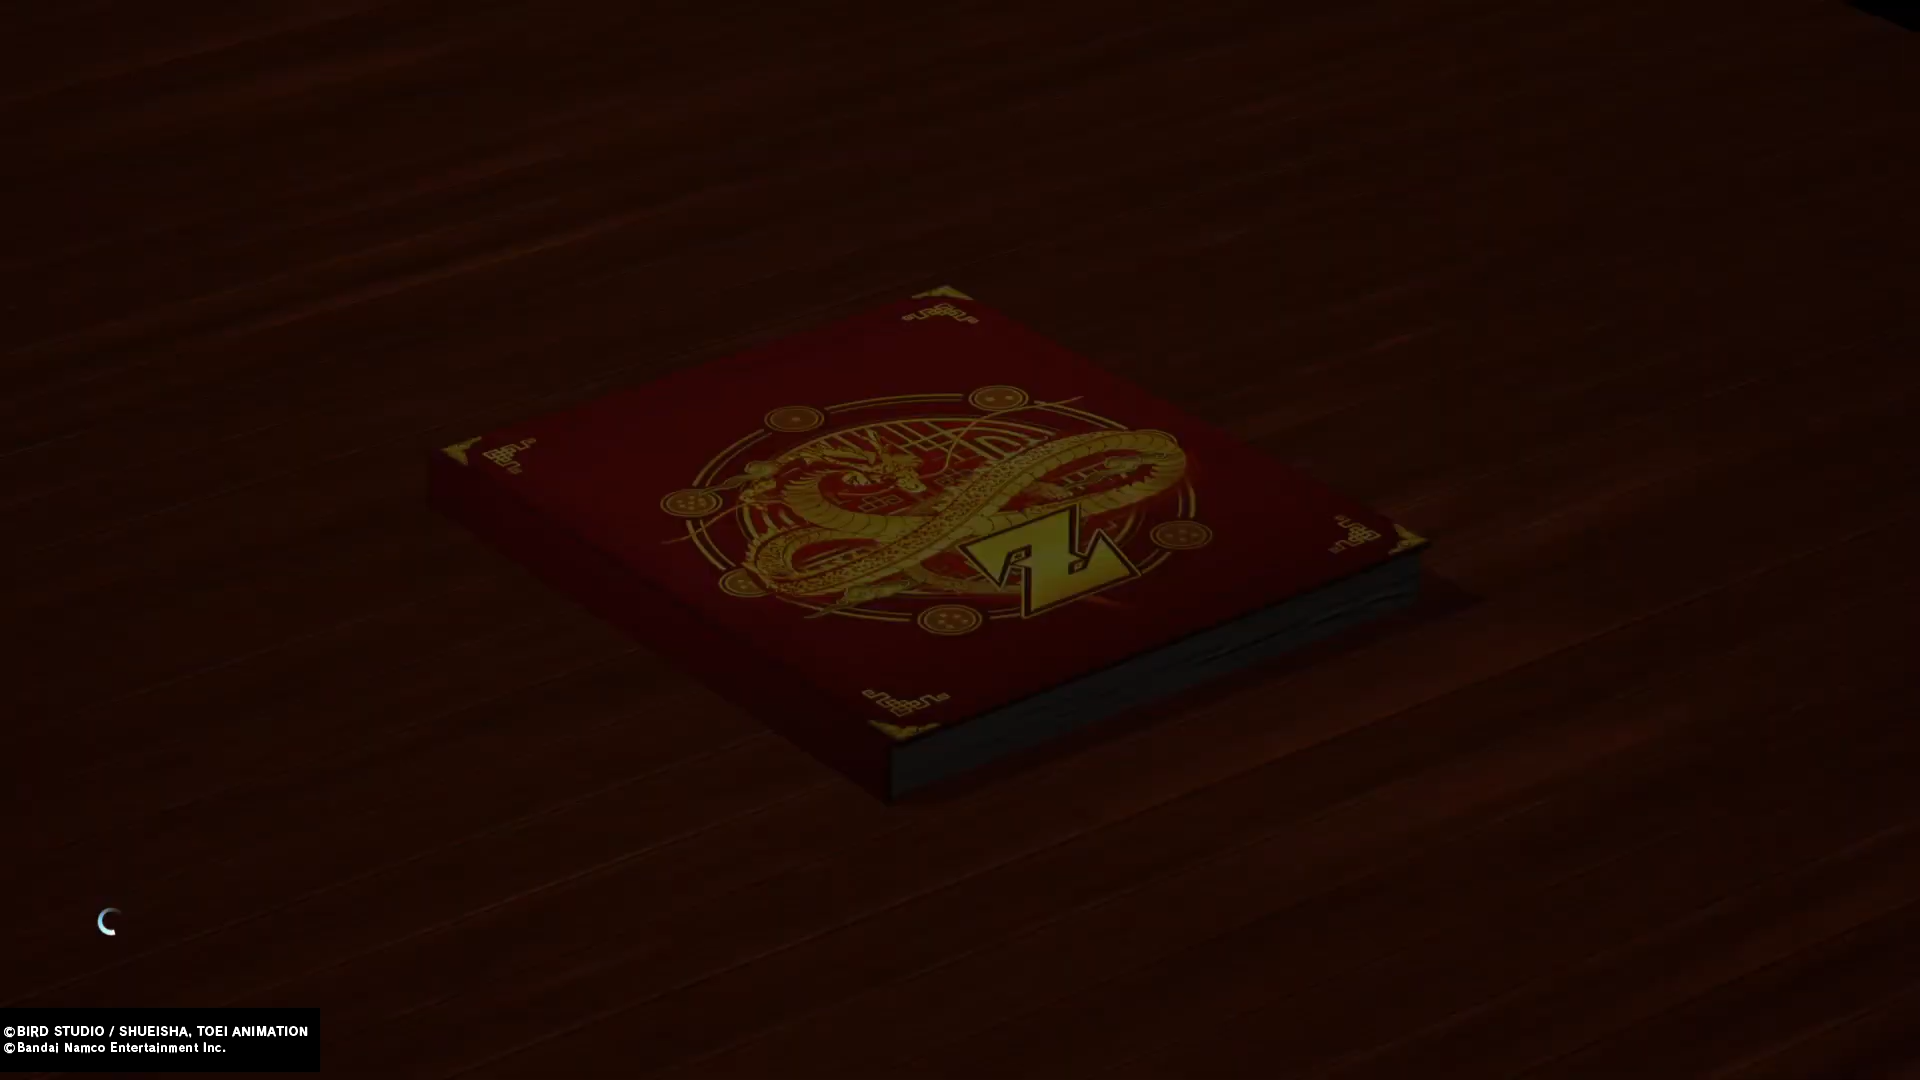 Z
©BIRD STUDIO / SHUEISHA, TOEI ANIMATION
©Bandai Namco Entertainment Inc.